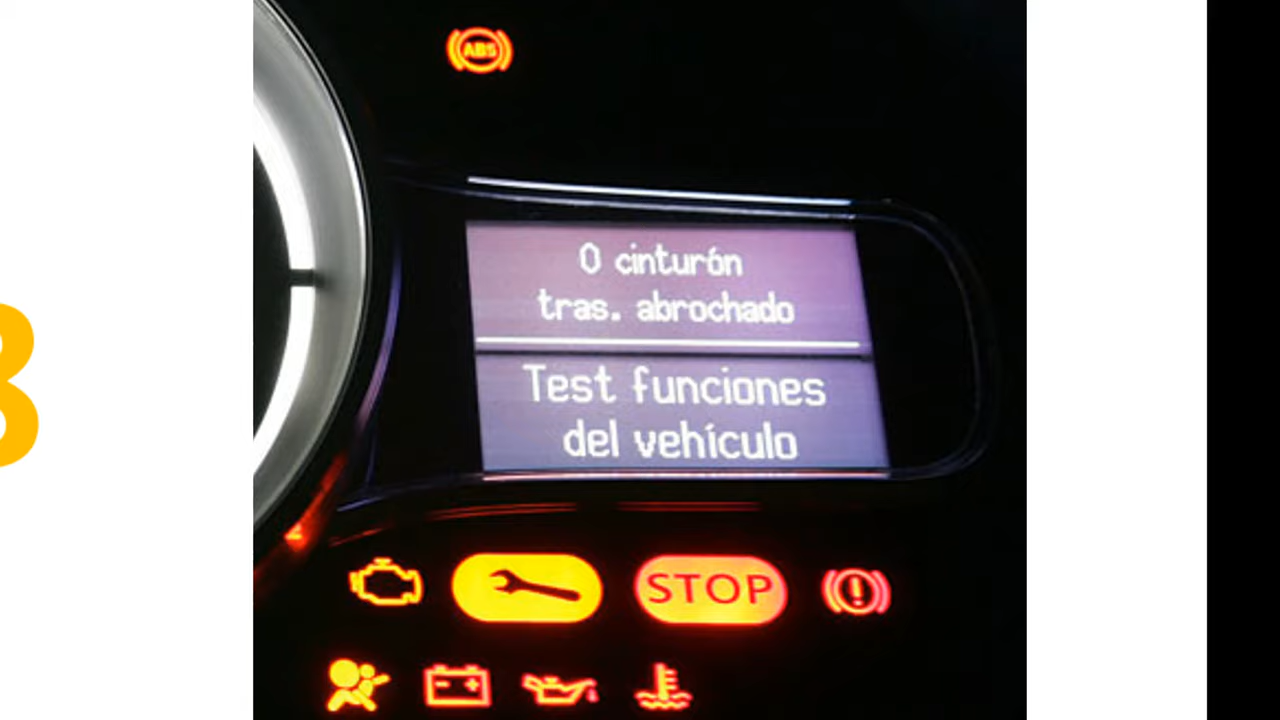 ABS
0 cinturón
tras. abrochado
Test funciones
del vehículo
STOP